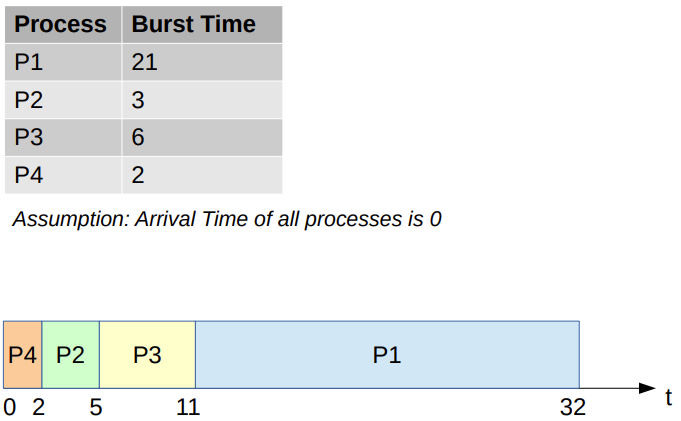 Process Burst Time
P1 21
P2 3
P3 6
P4 2
Assumption: Arrival Time of all processes is 0
P4 P2 P3 P1
0 2 5 11 32 t